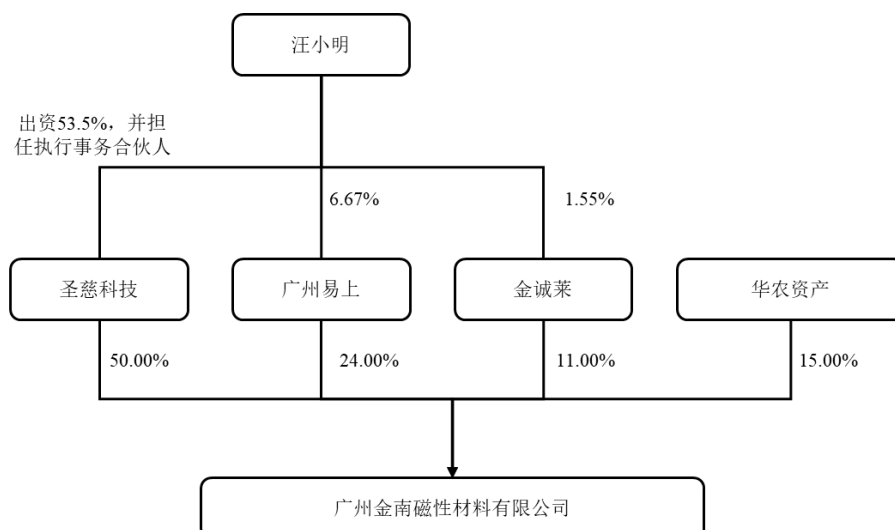 汪小明
出资53.5%，并担
任执行事务合伙人
6.67%
1.55%
圣慈科技
广州易上
金诚莱
华农资产
50.00%
24.00%
11.00%
15.00%
广州金南磁性材料有限公司